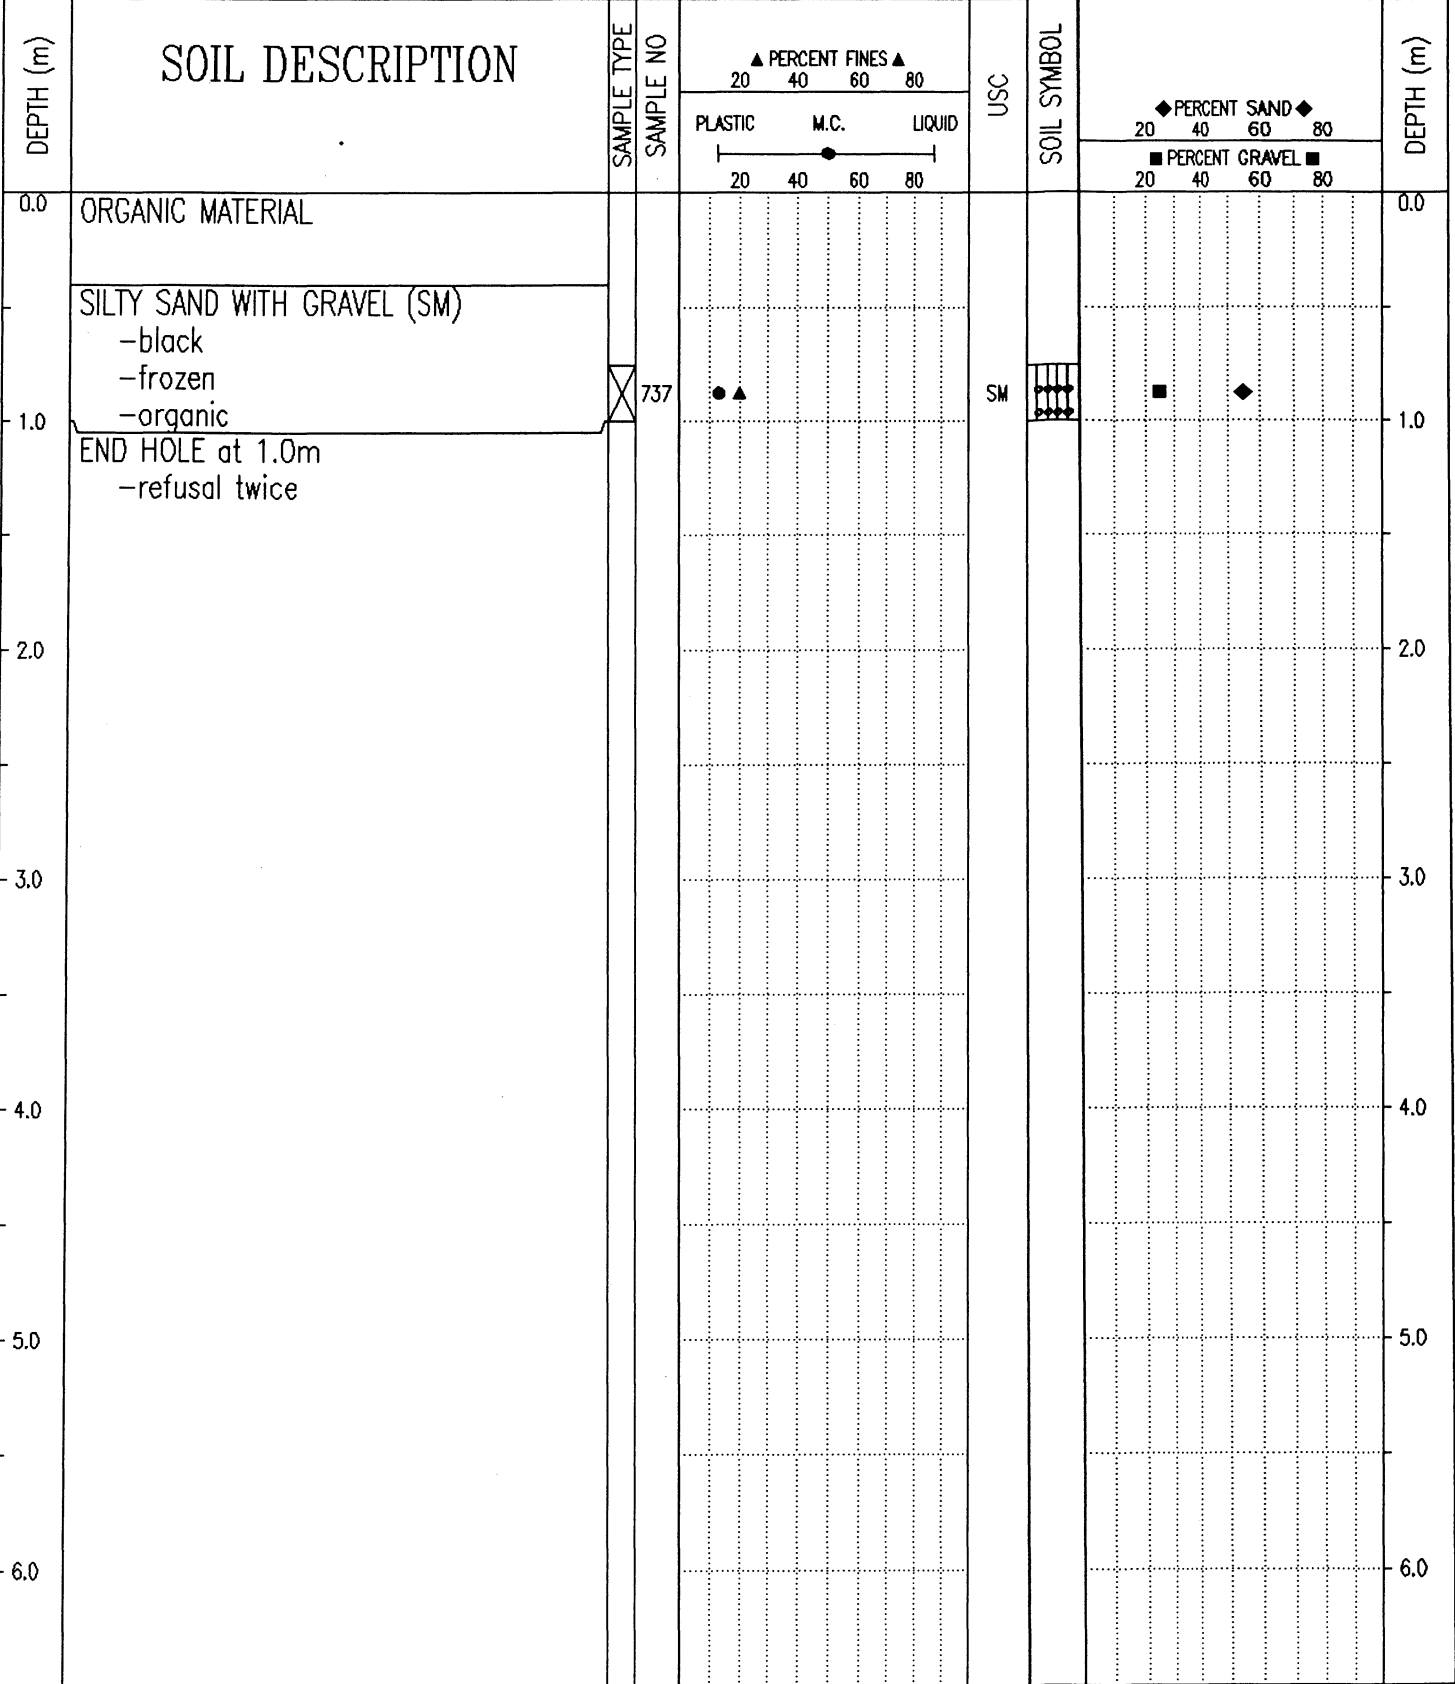 DEPTH (m)
SOIL DESCRIPTION
SAMPLE TYPE
SAMPLE NO
▲ PERCENT FINES ▲
20 40 60 80
PLASTIC M.C. LIQUID
20 40 60 80
USC
SOIL SYMBOL
◆ PERCENT SAND ◆
20 40 60 80
■ PERCENT GRAVEL ■
20 40 60 80
DEPTH (m)
0.0 ORGANIC MATERIAL 0.0
SILTY SAND WITH GRAVEL (SM)
-black
-frozen
737 SM
-organic
1.0 1.0
END HOLE at 1.0m
-refusal twice
2.0 2.0
3.0 3.0
4.0 4.0
5.0 5.0
6.0 6.0